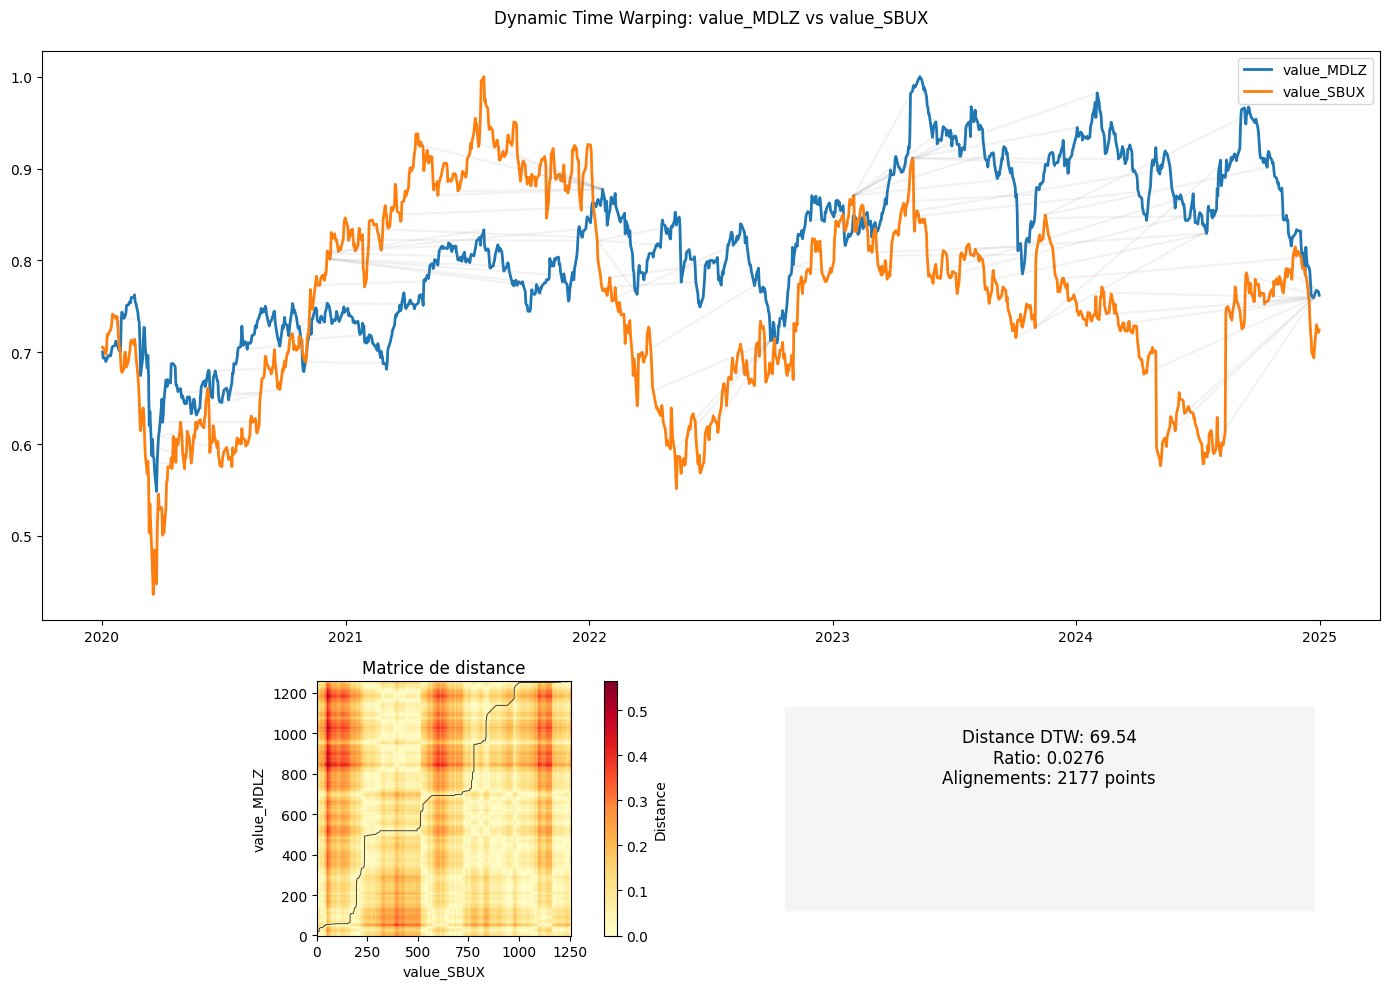 Dynamic Time Warping: value_MDLZ vs value_SBUX
1.0
0.9
0.8
0.7
0.6
0.5
value_MDLZ
value_SBUX
2020 2021 2022 2023 2024 2025
Matrice de distance
value_MDLZ
1200
1000
800
600
400
200
0
0 250 500 750 1000 1250
value_SBUX
0.5
0.4
0.3
0.2
0.1
0.0
Distance
Distance DTW: 69.54
Ratio: 0.0276
Alignements: 2177 points